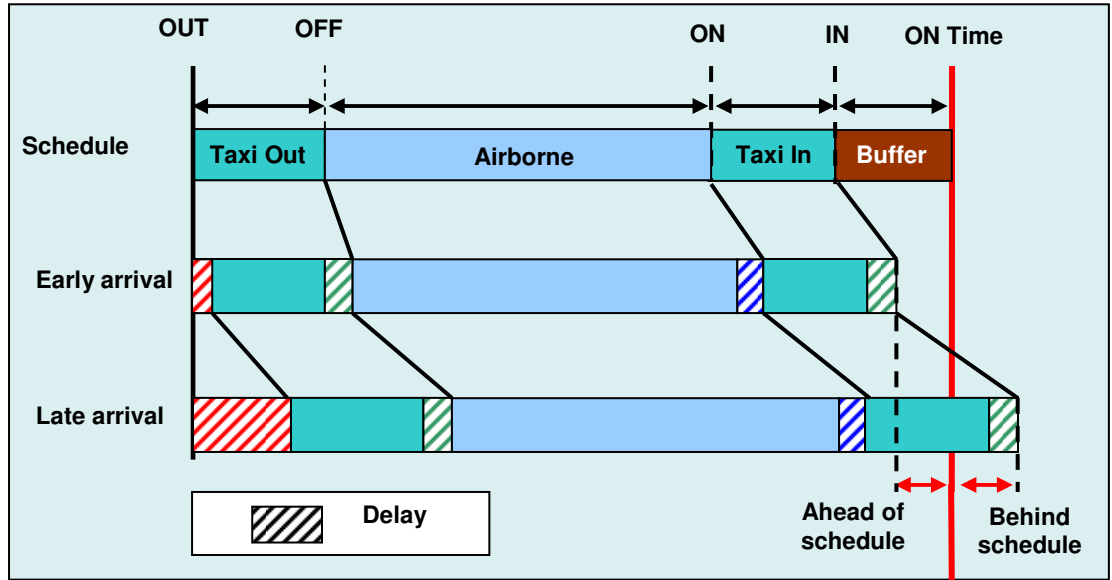 OUT
OFF
ON
IN
ON Time
Schedule
Taxi Out
Airborne
Taxi In
Buffer
Early arrival
Late arrival
Delay
Ahead of
schedule
Behind
schedule